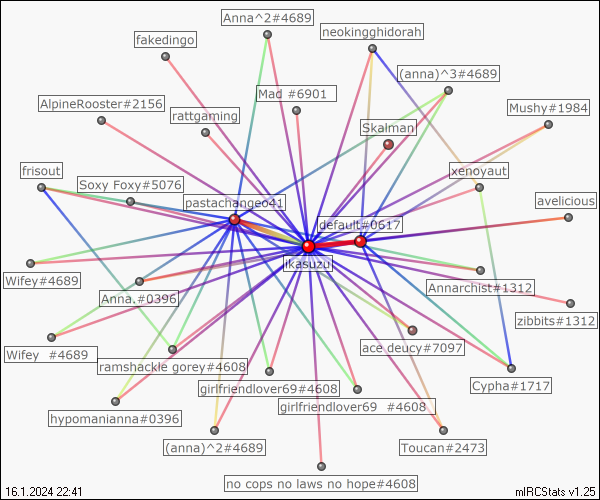 Anna^2#4689
neokingghidorah
fakedingo
(anna)^3#4689
Mad #6901
AlpineRooster#2156
Mushy#1984
rattgaming
Skalman
frisout
xenoyaut
Soxy Foxy#5076
pastachangeo41
avelicious
default#0617
ikasuzu
Wifey#4689
Annarchist#1312
Anna.#0396
zibbits#1312
Wifey #4689
ace deucy#7097
ramshackle gorey#4608
Cypha#1717
girlfriendlover69#4608
girlfriendlover69 #4608
hypomanianna#0396
(anna)^2#4689
Toucan#2473
no cops no laws no hope#4608
16.1.2024 22:41
mIRCStats v1.25